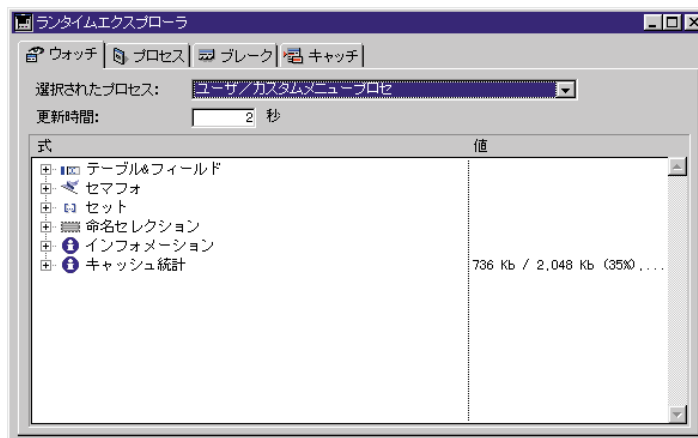 ランタイムエクスプローラ
ウォッチ プロセス ブレーク キャッチ
選択されたプロセス: ユーザ/カスタムメニュープロセ
更新時間: 2 秒
式 値
テーブル&フィールド
セマフォ
セット
命名セレクション
インフォメーション
キャッシュ統計 736 Kb / 2,048 Kb (35%),...